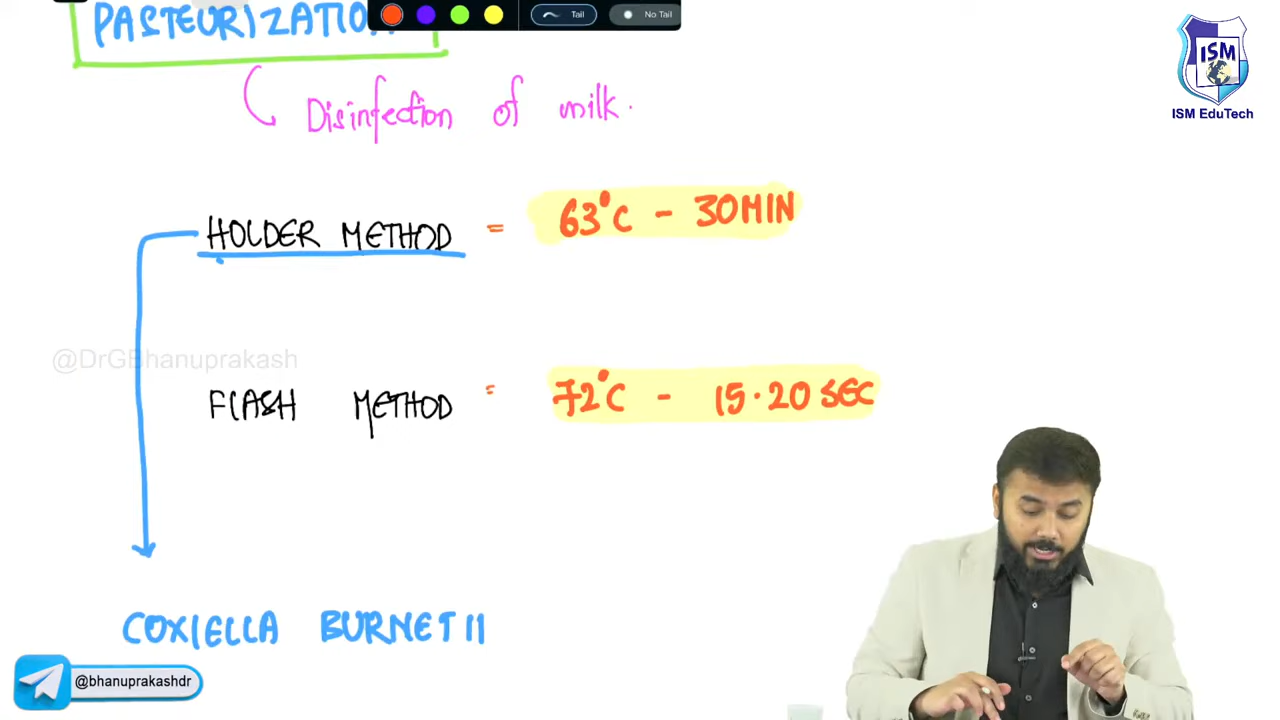 PASTEURIZATION
Tail
No Tail
ISM
ISM EduTech
Disinfection of milk.
HOLDER METHOD = 63°C - 30MIN
@DrGBhanuprakash
FLASH METHOD = 72°C - 15-20 SEC
COXIELLA BURNETII
@bhanuprakashdr